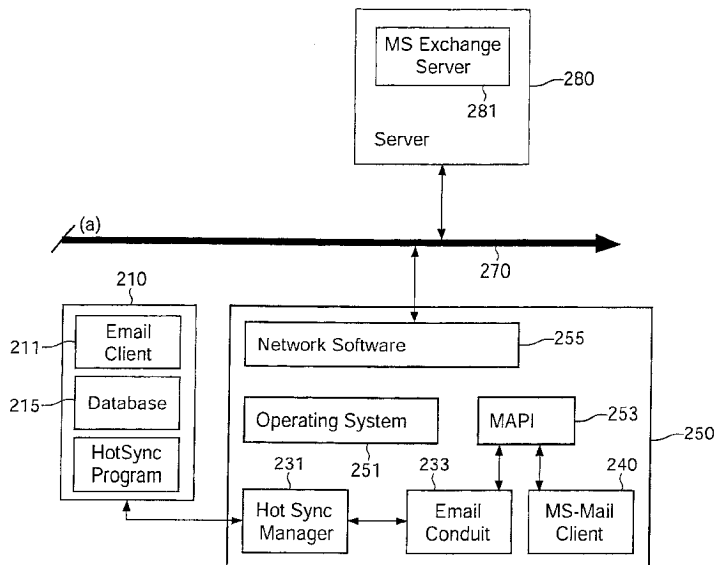 MS Exchange
Server
281
280
Server
(a)
270
210
211
Email
Client
215
Database
HotSync
Program
Network Software
255
Operating System
251
MAPI
253
250
231
233
240
Hot Sync
Manager
Email
Conduit
MS-Mail
Client